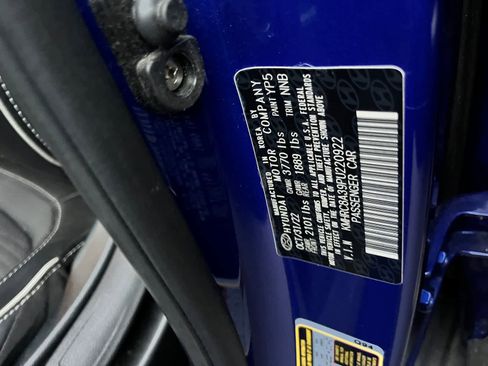 MANUFACTURED IN KOREA BY
HYUNDAI MOTOR COMPANY
OCT/31/22 GVWR 3770 lbs PAINT YP5
FRONT 2101 lbs REAR 1889 lbs TRIM NNB
THIS VEHICLE CONFORMS TO ALL APPLICABLE U.S. FEDERAL
MOTOR VEHICLE SAFETY, BUMPER, AND THEFT PREVENTION STANDARDS
IN EFFECT ON THE DATE OF MANUFACTURE SHOWN ABOVE
V.I.N KMHRC8A39PU220922
PASSENGER CAR
Q94